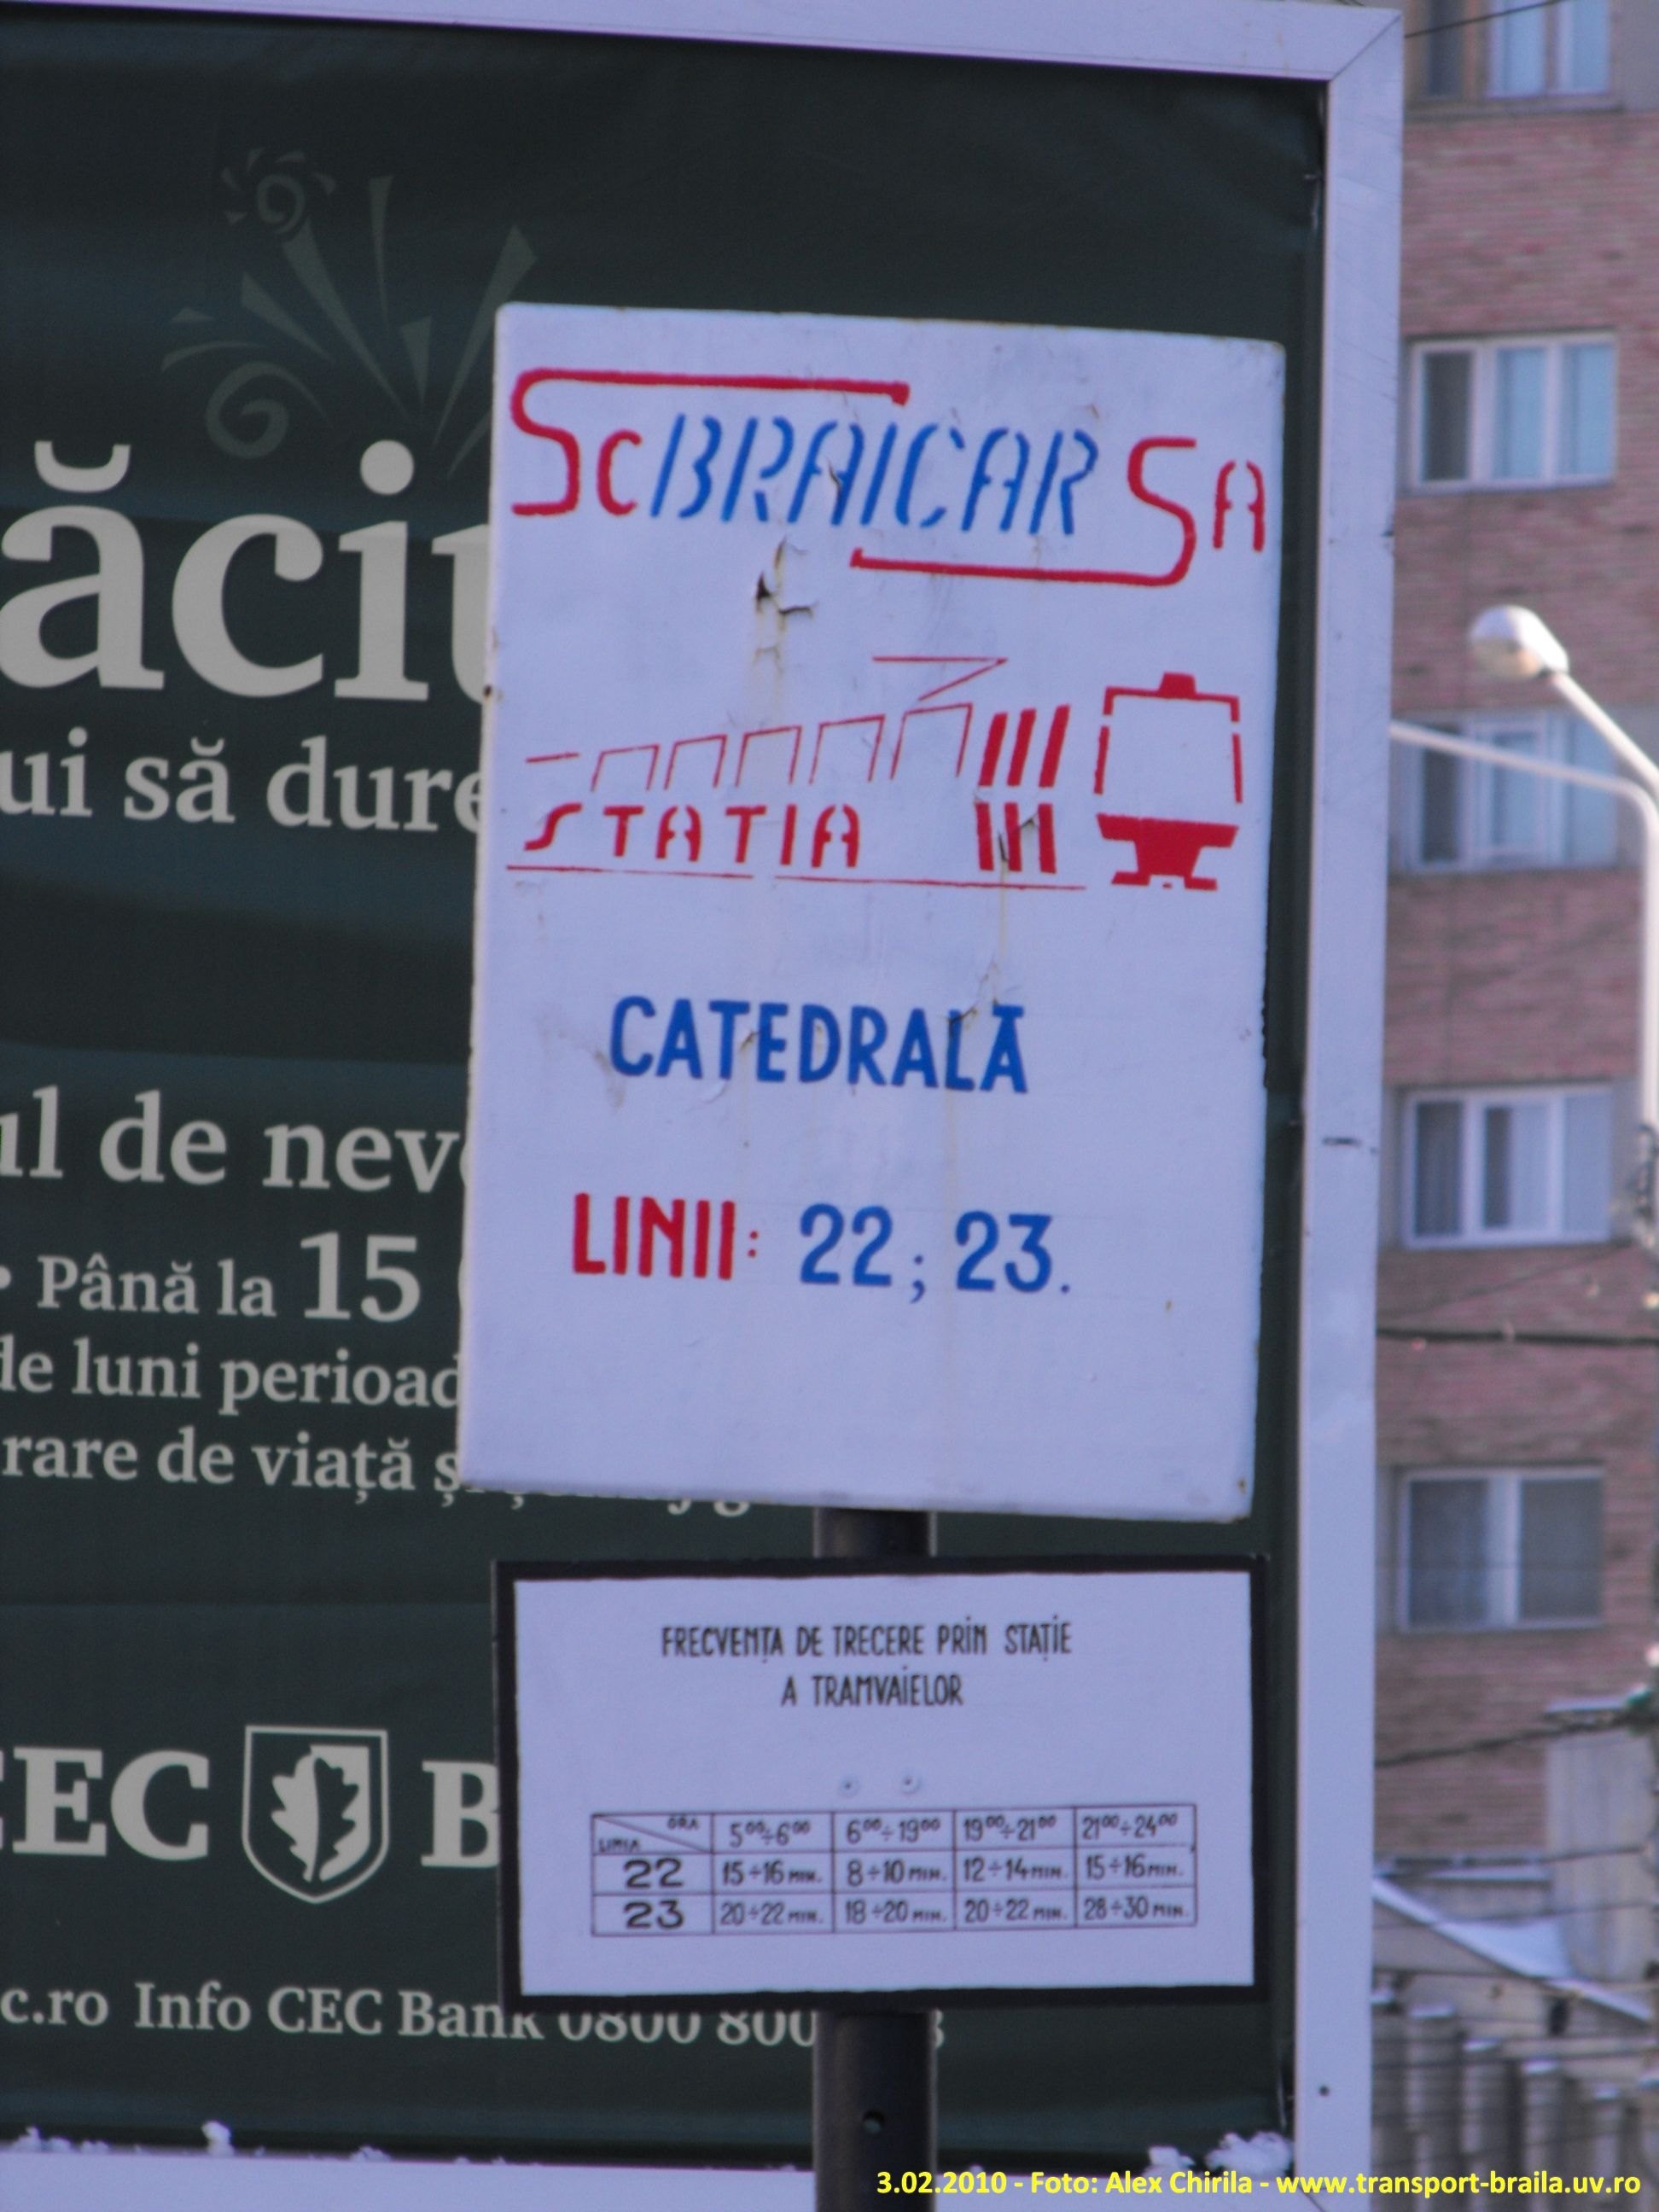 ăci
ui să dure
de nev
• Până la 15
de luni perioad
rare de viață
CEC B
c.ro Info CEC Bank 0800 800
Sc BRAICAR SA
STATIA
CATEDRALĂ
LINII: 22; 23.
FRECVENȚA DE TRECERE PRIN STAȚIE
A TRAMVAIELOR
LINIA ORA 5⁰⁰÷6⁰⁰ 6⁰⁰÷19⁰⁰ 19⁰⁰÷21⁰⁰ 21⁰⁰÷24⁰⁰
22 15÷16 MIN. 8÷10 MIN. 12÷14 MIN. 15÷16 MIN.
23 20÷22 MIN. 18÷20 MIN. 20÷22 MIN. 28÷30 MIN.
3.02.2010 - Foto: Alex Chirila - www.transport-braila.uv.ro